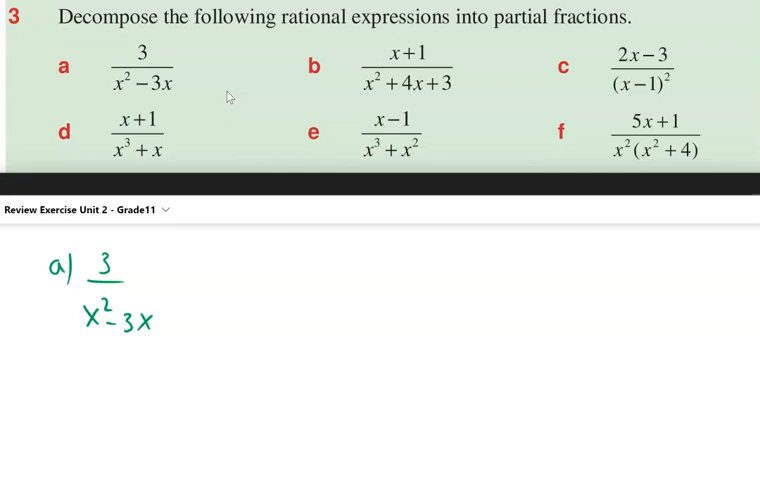 3 Decompose the following rational expressions into partial fractions.
a 3/(x² − 3x) b (x+1)/(x² + 4x + 3) c (2x − 3)/(x − 1)²
d (x+1)/(x³ + x) e (x − 1)/(x³ + x²) f (5x + 1)/(x²(x² + 4))
Review Exercise Unit 2 - Grade11
a) 3
x² - 3x